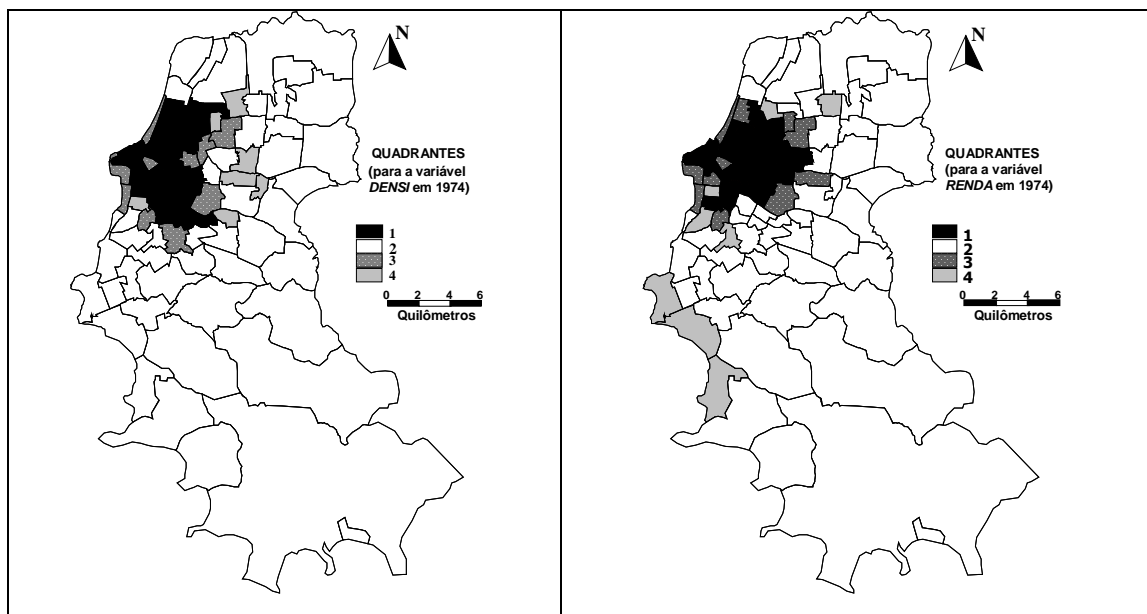 N
QUADRANTES
(para a variável
DENSI em 1974)
1
2
3
4
0 2 4 6
Quilômetros
N
QUADRANTES
(para a variável
RENDA em 1974)
1
2
3
4
0 2 4 6
Quilômetros